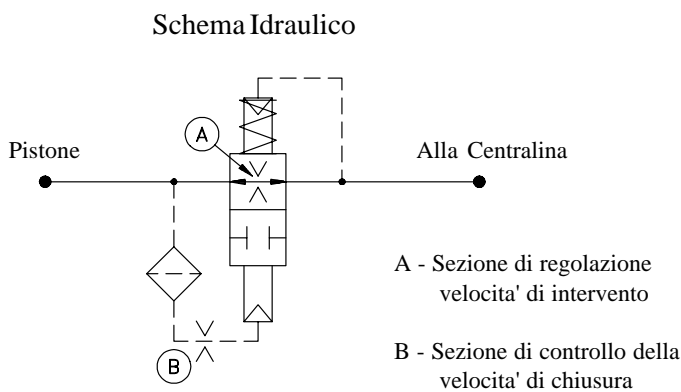 Schema Idraulico
A
Pistone
Alla Centralina
A - Sezione di regolazione
velocita' di intervento
B
B - Sezione di controllo della
velocita' di chiusura